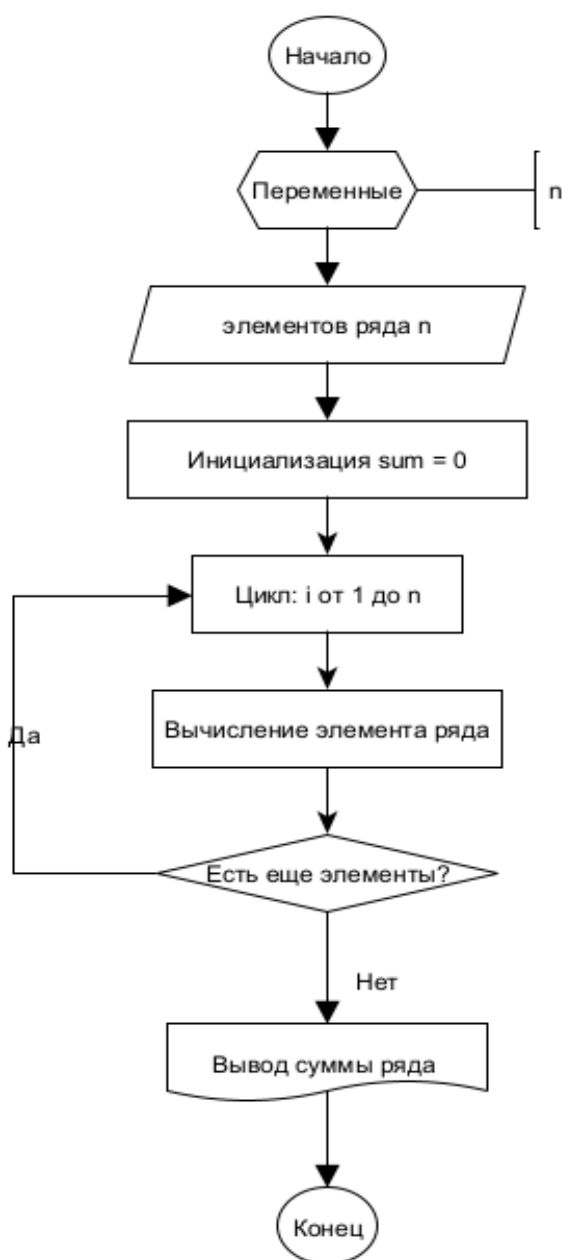 Начало
Переменные
n
элементов ряда n
Инициализация sum = 0
Цикл: i от 1 до n
Вычисление элемента ряда
Да
Есть еще элементы?
Нет
Вывод суммы ряда
Конец